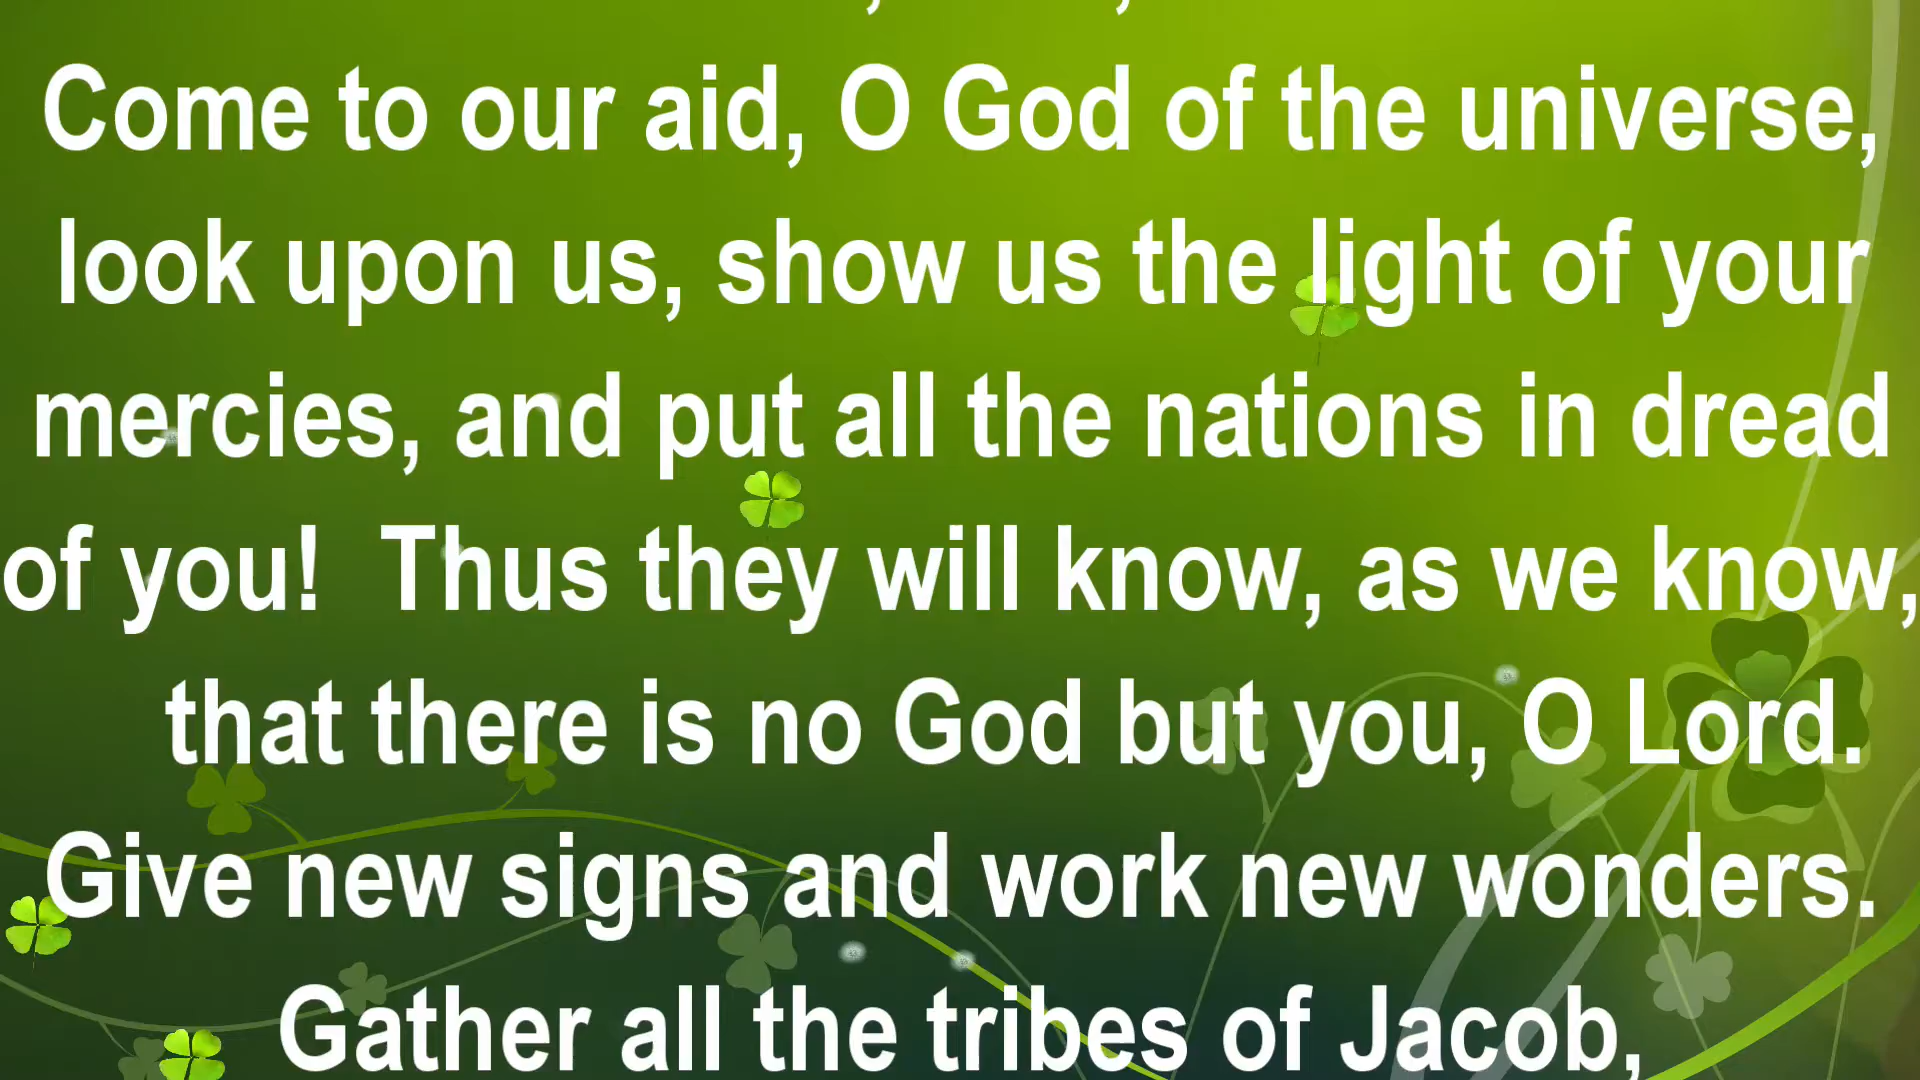 Come to our aid, O God of the universe,
look upon us, show us the light of your
mercies, and put all the nations in dread
of you!  Thus they will know, as we know,
that there is no God but you, O Lord.
Give new signs and work new wonders.
Gather all the tribes of Jacob,